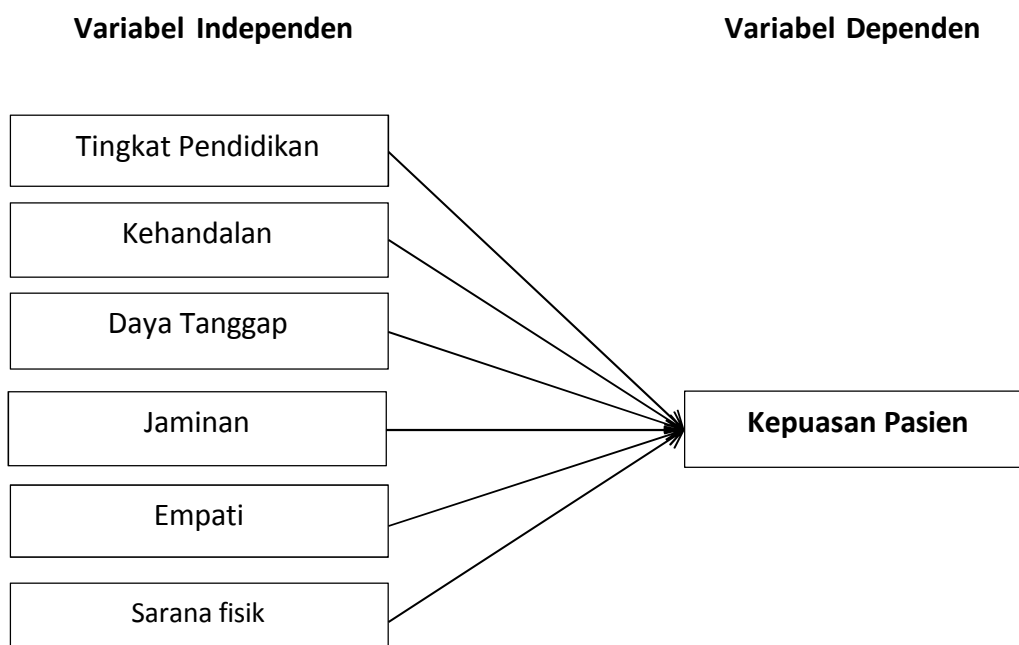 Variabel Independen
Variabel Dependen
Tingkat Pendidikan
Kehandalan
Daya Tanggap
Jaminan
Kepuasan Pasien
Empati
Sarana fisik